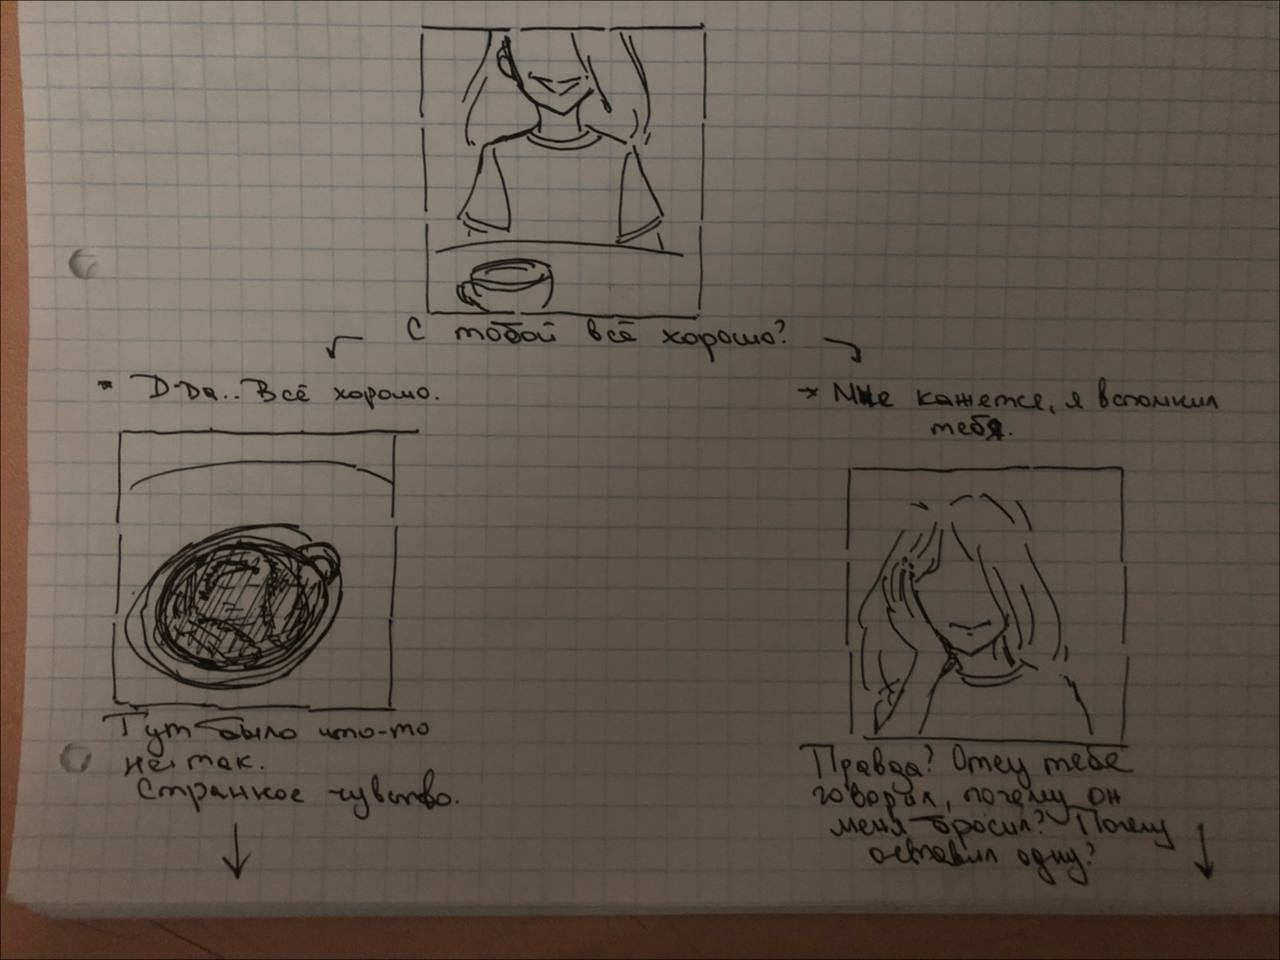 С тобой всё хорошо?
* Д-Да.. Всё хорошо.
Тут было что-то
не так.
Странное чувство.
→ Мне кажется, я вспомнил
тебя.
Правда? Отец тебе
говорил, почему он
меня бросил? Почему
оставил одну?